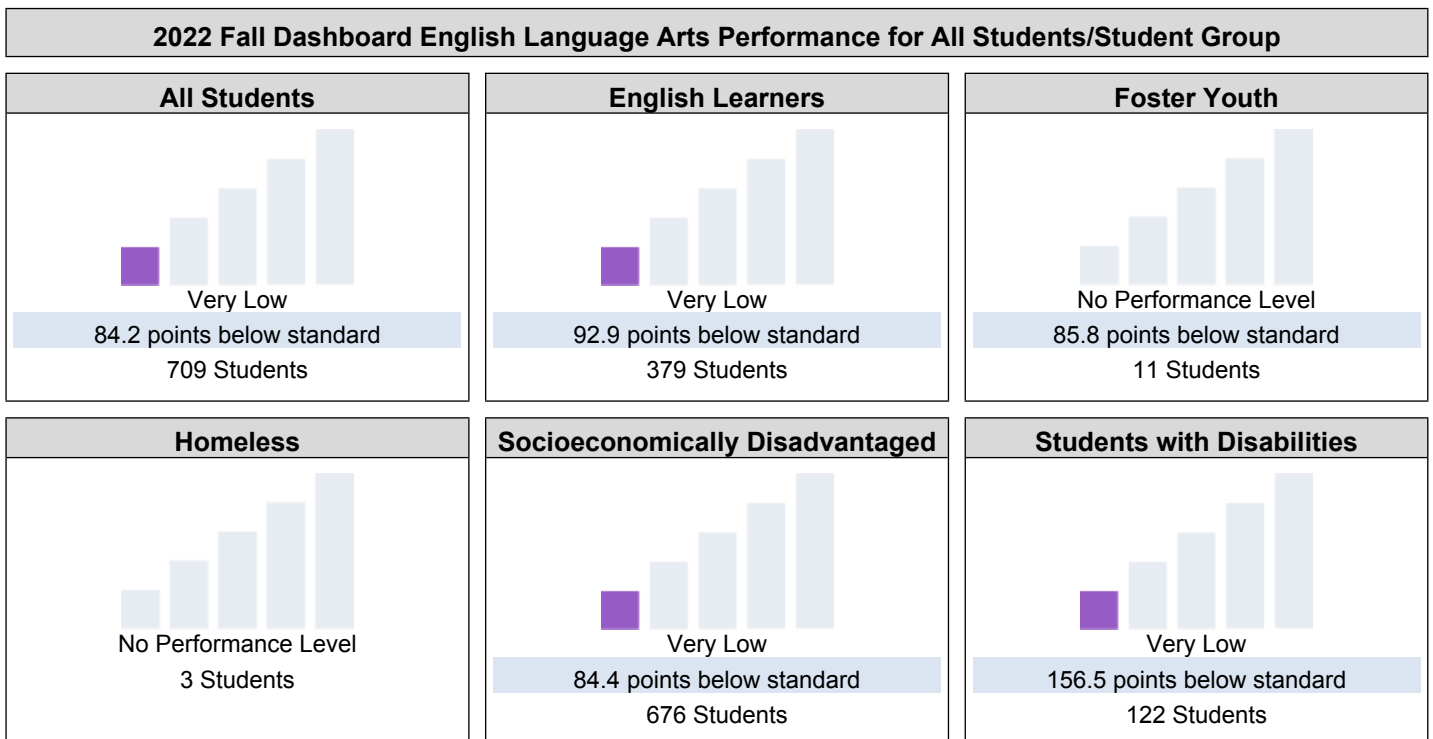 2022 Fall Dashboard English Language Arts Performance for All Students/Student Group
All Students
Very Low
84.2 points below standard
709 Students
English Learners
Very Low
92.9 points below standard
379 Students
Foster Youth
No Performance Level
85.8 points below standard
11 Students
Homeless
No Performance Level
3 Students
Socioeconomically Disadvantaged
Very Low
84.4 points below standard
676 Students
Students with Disabilities
Very Low
156.5 points below standard
122 Students